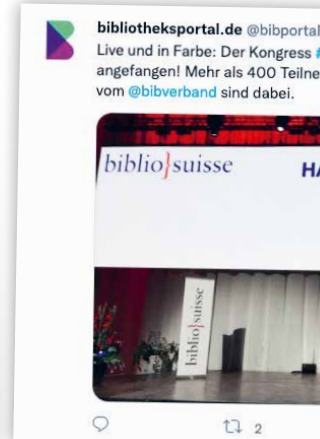 bibliotheksportal.de @bibportal
Live und in Farbe: Der Kongress
angefangen! Mehr als 400 Teilne
vom @bibverband sind dabei.
biblio}suisse
HA
biblio}suisse
2